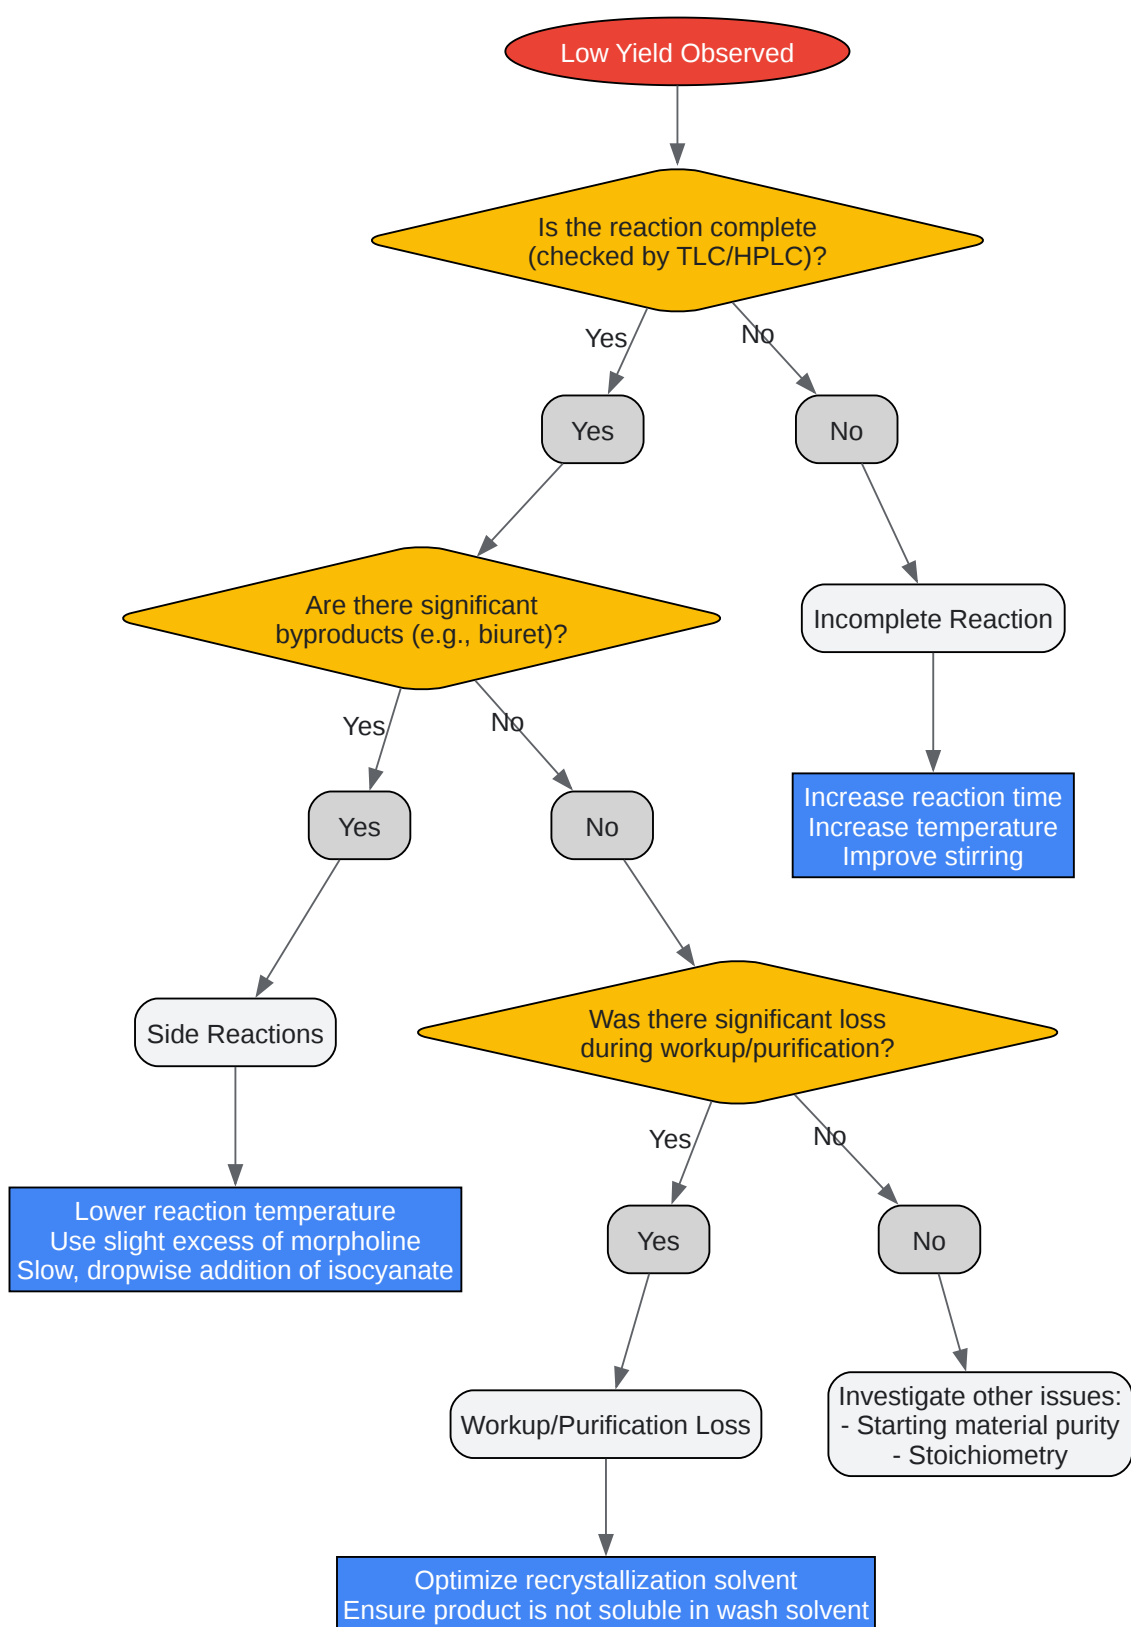 Low Yield Observed
Is the reaction complete
(checked by TLC/HPLC)?
Yes
No
Yes
No
Are there significant
byproducts (e.g., biuret)?
Incomplete Reaction
Yes
No
Increase reaction time
Increase temperature
Improve stirring
Yes
No
Side Reactions
Was there significant loss
during workup/purification?
Yes
No
Lower reaction temperature
Use slight excess of morpholine
Slow, dropwise addition of isocyanate
Yes
No
Workup/Purification Loss
Investigate other issues:
- Starting material purity
- Stoichiometry
Optimize recrystallization solvent
Ensure product is not soluble in wash solvent